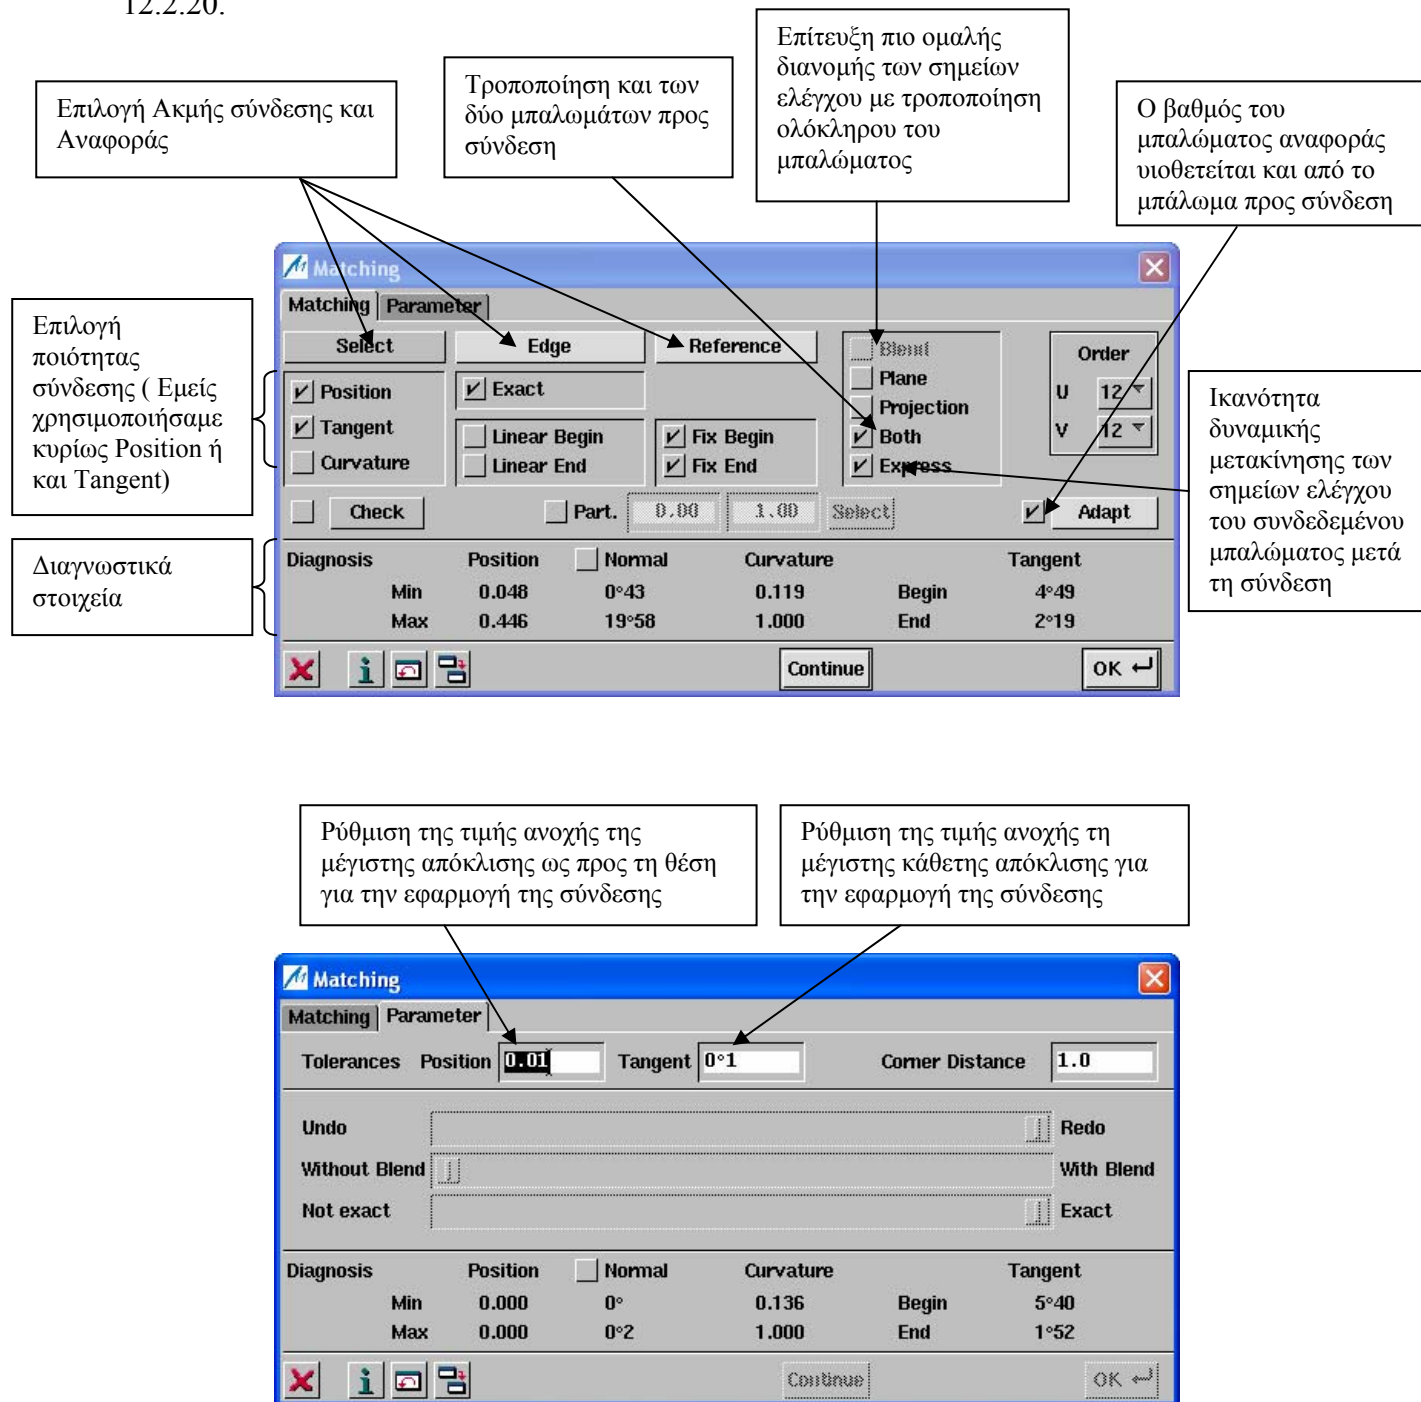 12.2.20.
Επίτευξη πιο ομαλής
διανομής των σημείων
ελέγχου με τροποποίηση
ολόκληρου του
μπαλώματος
Τροποποίηση και των
δύο μπαλωμάτων προς
σύνδεση
Επιλογή Ακμής σύνδεσης και
Αναφοράς
Ο βαθμός του
μπαλώματος αναφοράς
υιοθετείται και από το
μπάλωμα προς σύνδεση
Επιλογή
ποιότητας
σύνδεσης ( Εμείς
χρησιμοποιήσαμε
κυρίως Position ή
και Tangent)
Διαγνωστικά
στοιχεία
Ικανότητα
δυναμικής
μετακίνησης των
σημείων ελέγχου
του συνδεδεμένου
μπαλώματος μετά
τη σύνδεση
Matching
Matching Parameter
Select Edge Reference Blend Order
Position Exact Plane U 12
Projection
Tangent Linear Begin Fix Begin Both V 12
Curvature Linear End Fix End Express
Check Part. 0.00 1.00 Select Adapt
Diagnosis Position Normal Curvature Tangent
Min 0.048 0°43 0.119 Begin 4°49
Max 0.446 19°58 1.000 End 2°19
Continue OK
Ρύθμιση της τιμής ανοχής της
μέγιστης απόκλισης ως προς τη θέση
για την εφαρμογή της σύνδεσης
Ρύθμιση της τιμής ανοχής τη
μέγιστης κάθετης απόκλισης για
την εφαρμογή της σύνδεσης
Matching
Matching Parameter
Tolerances Position 0.01 Tangent 0°1 Corner Distance 1.0
Undo Redo
Without Blend With Blend
Not exact Exact
Diagnosis Position Normal Curvature Tangent
Min 0.000 0° 0.136 Begin 5°40
Max 0.000 0°2 1.000 End 1°52
Continue OK